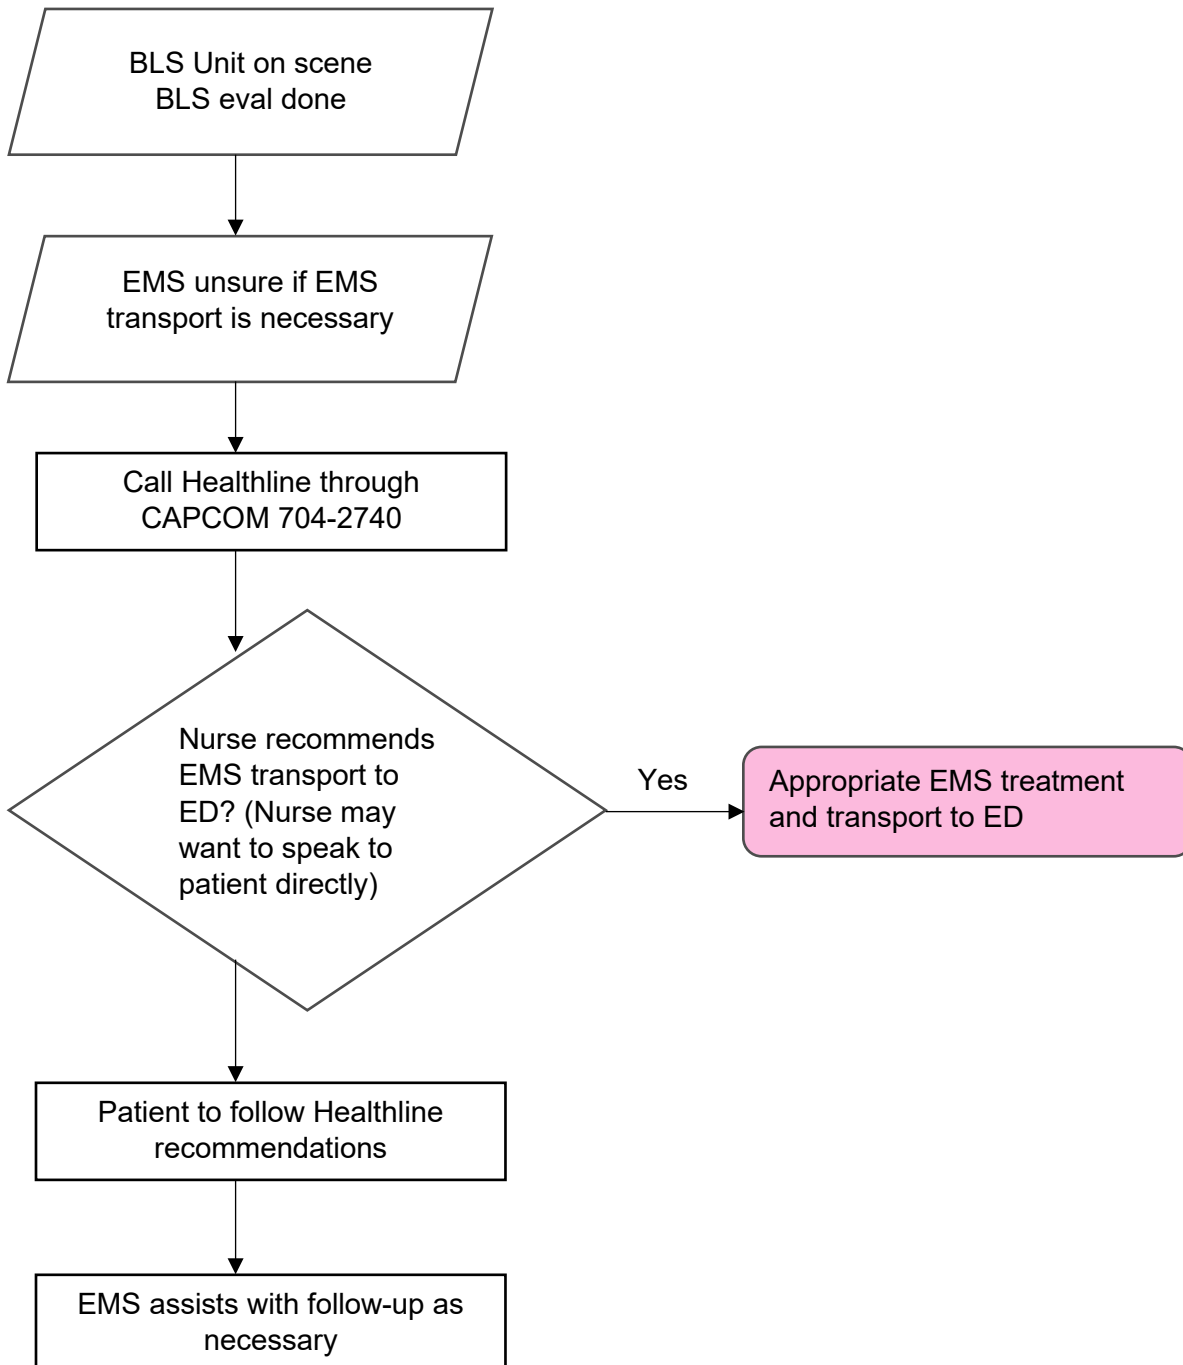 BLS Unit on scene
BLS eval done
EMS unsure if EMS
transport is necessary
Call Healthline through
CAPCOM 704-2740
Nurse recommends
EMS transport to
ED? (Nurse may
want to speak to
patient directly)
Yes
Appropriate EMS treatment
and transport to ED
Patient to follow Healthline
recommendations
EMS assists with follow-up as
necessary